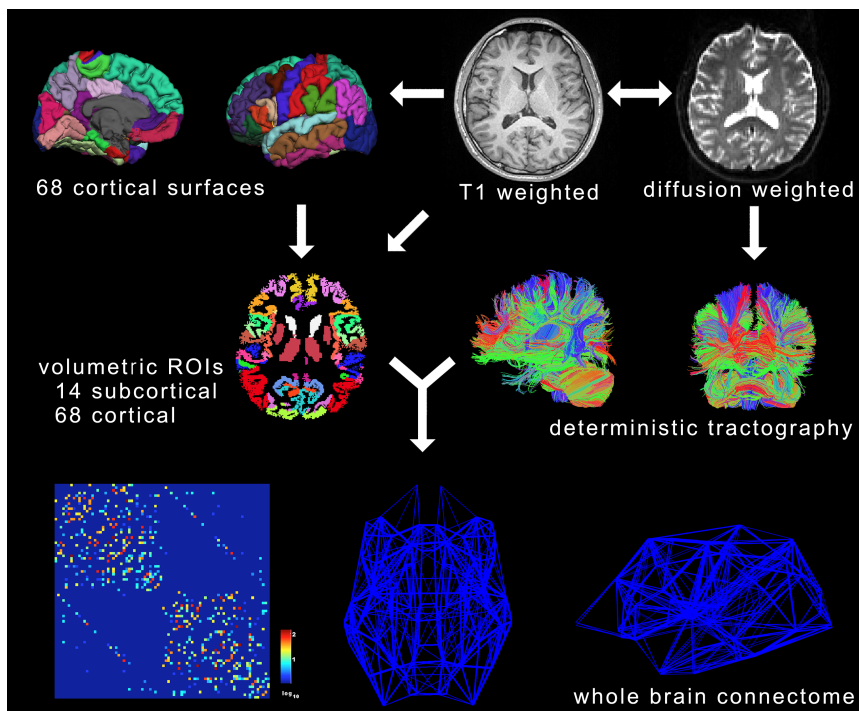 68 cortical surfaces
T1 weighted
diffusion weighted
volumetric ROIs
14 subcortical
68 cortical
deterministic tractography
2
1
log10
whole brain connectome